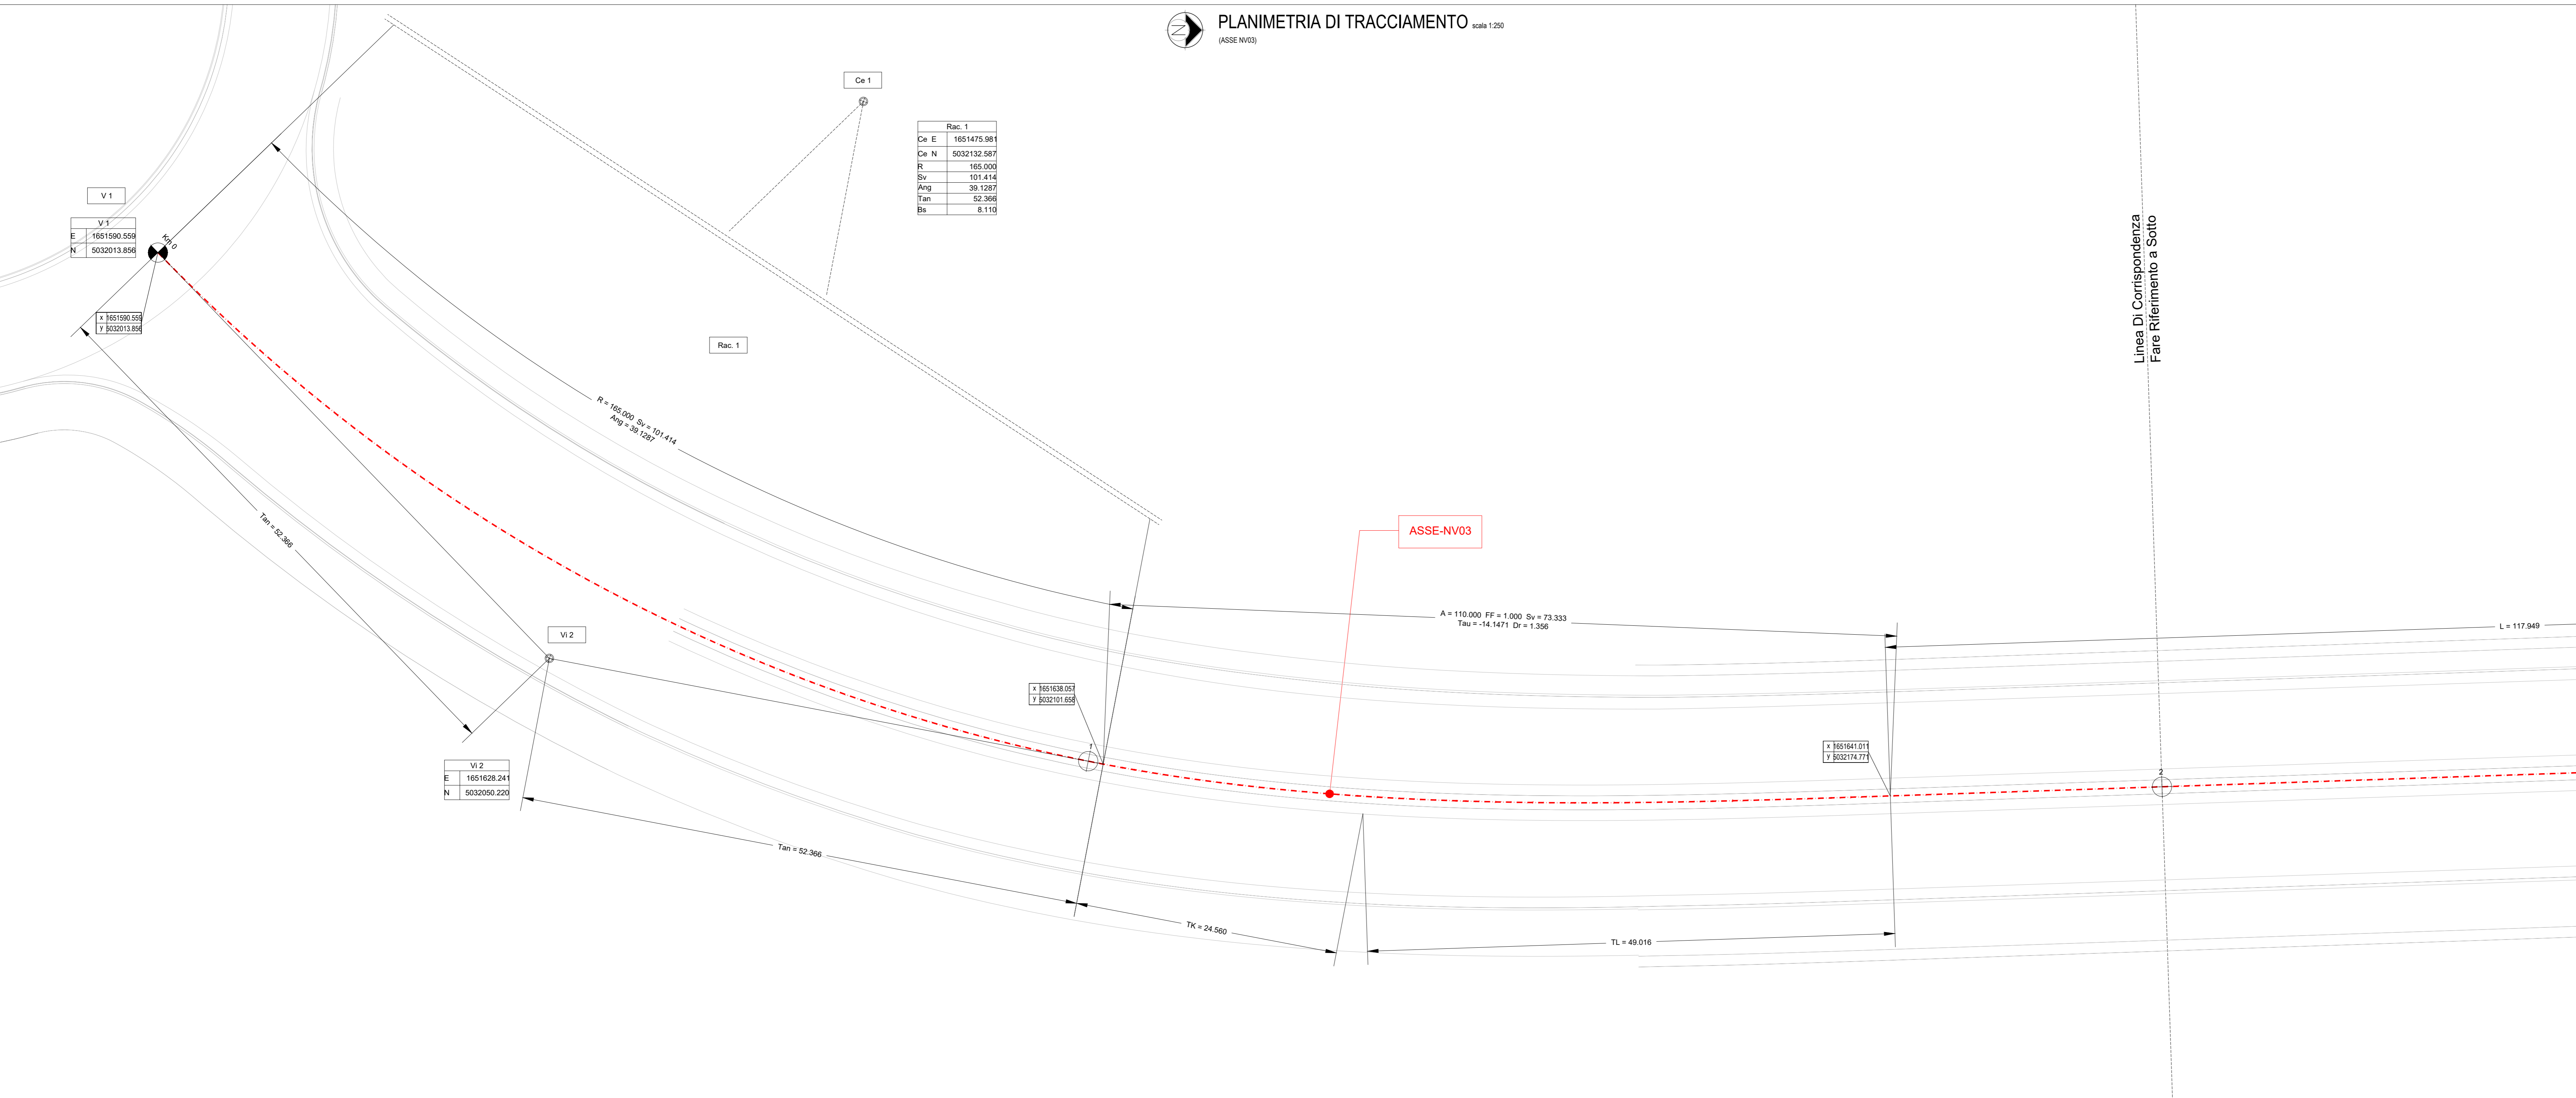 N
PLANIMETRIA DI TRACCIAMENTO scala 1:250
(ASSE NV03)
Ce 1
Rac. 1
Ce E 1651475.981
Ce N 5032132.587
R 165.000
Sv 101.414
Ang 39.1287
Tan 52.366
Bs 8.110
V 1
V 1
E 1651590.559
N 5032013.856
Km 0
x 1651590.559
y 5032013.856
Linea Di Corrispondenza
Fare Riferimento a Sotto
Rac. 1
R = 165.000 Sv = 101.414
Ang = 39.1287
Tan = 52.366
ASSE-NV03
A = 110.000 FF = 1.000 Sv = 73.333
Tau = -14.1471 Dr = 1.356
L = 117.949
Vi 2
x 1651638.057
y 5032101.658
1
x 1651641.011
y 5032174.771
2
Vi 2
E 1651628.241
N 5032050.220
Tan = 52.366
TK = 24.560
TL = 49.016